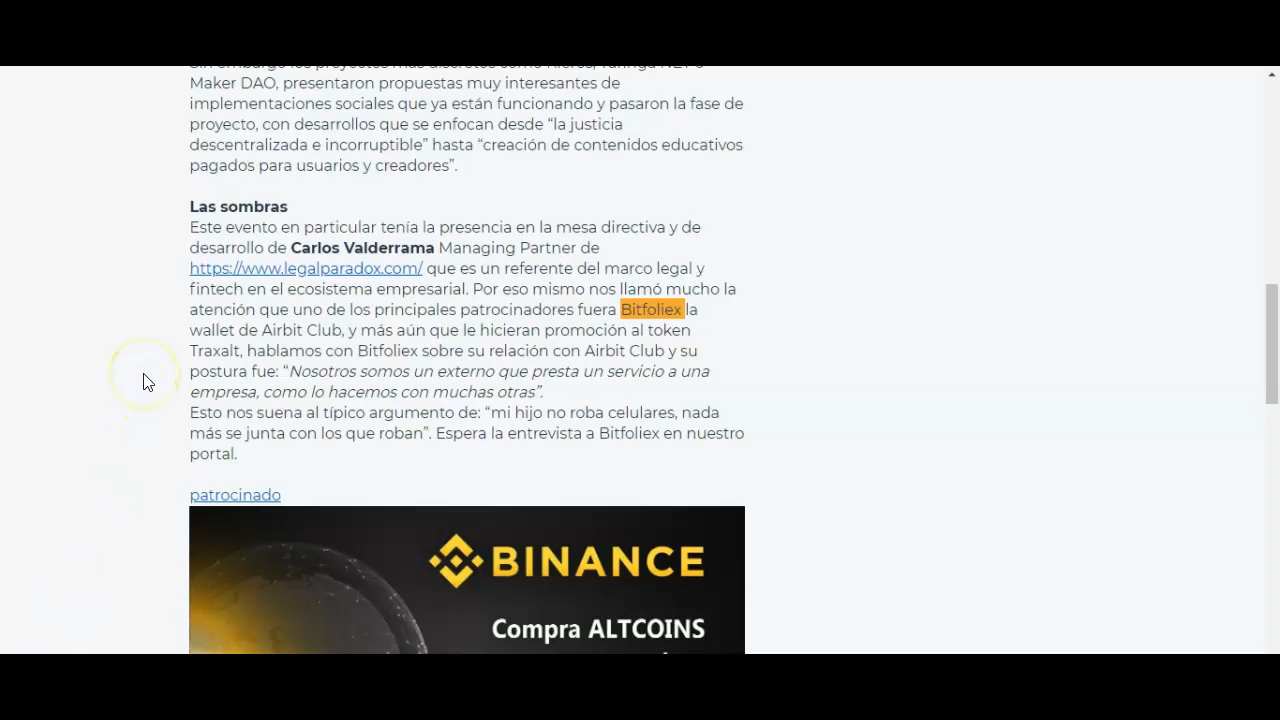 Maker DAO, presentaron propuestas muy interesantes de
implementaciones sociales que ya están funcionando y pasaron la fase de
proyecto, con desarrollos que se enfocan desde “la justicia
descentralizada e incorruptible” hasta “creación de contenidos educativos
pagados para usuarios y creadores”.
Las sombras
Este evento en particular tenía la presencia en la mesa directiva y de
desarrollo de Carlos Valderrama Managing Partner de
https://www.legalparadox.com/ que es un referente del marco legal y
fintech en el ecosistema empresarial. Por eso mismo nos llamó mucho la
atención que uno de los principales patrocinadores fuera Bitfoliex la
wallet de Airbit Club, y más aún que le hicieran promoción al token
Traxalt, hablamos con Bitfoliex sobre su relación con Airbit Club y su
postura fue: “Nosotros somos un externo que presta un servicio a una
empresa, como lo hacemos con muchas otras”.
Esto nos suena al típico argumento de: “mi hijo no roba celulares, nada
más se junta con los que roban”. Espera la entrevista a Bitfoliex en nuestro
portal.
patrocinado
BINANCE
Compra ALTCOINS